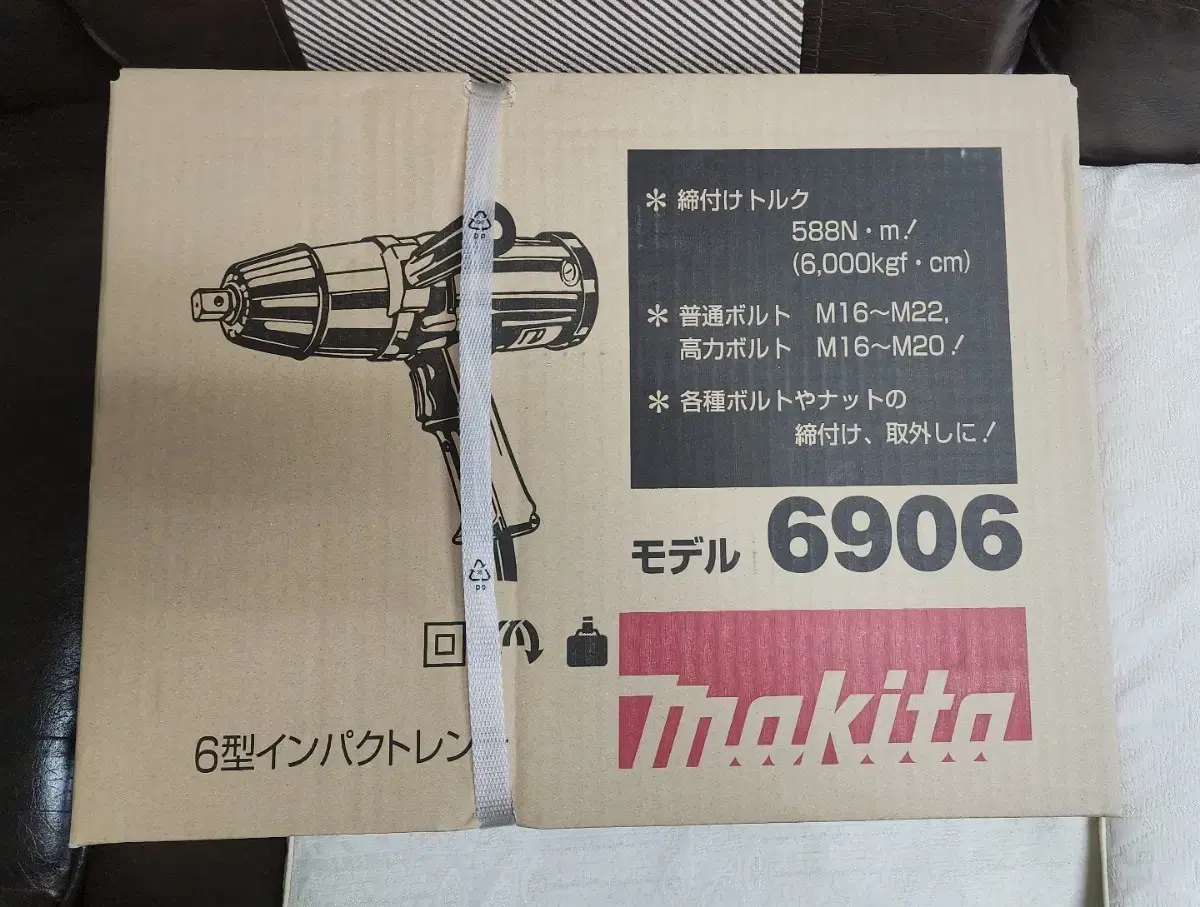 ＊ 締付けトルク
588N・m！
(6,000kgf・cm)
＊ 普通ボルト M16〜M22,
高力ボルト M16〜M20！
＊ 各種ボルトやナットの
締付け、取外しに！
モデル 6906
makita
6型インパクトレン